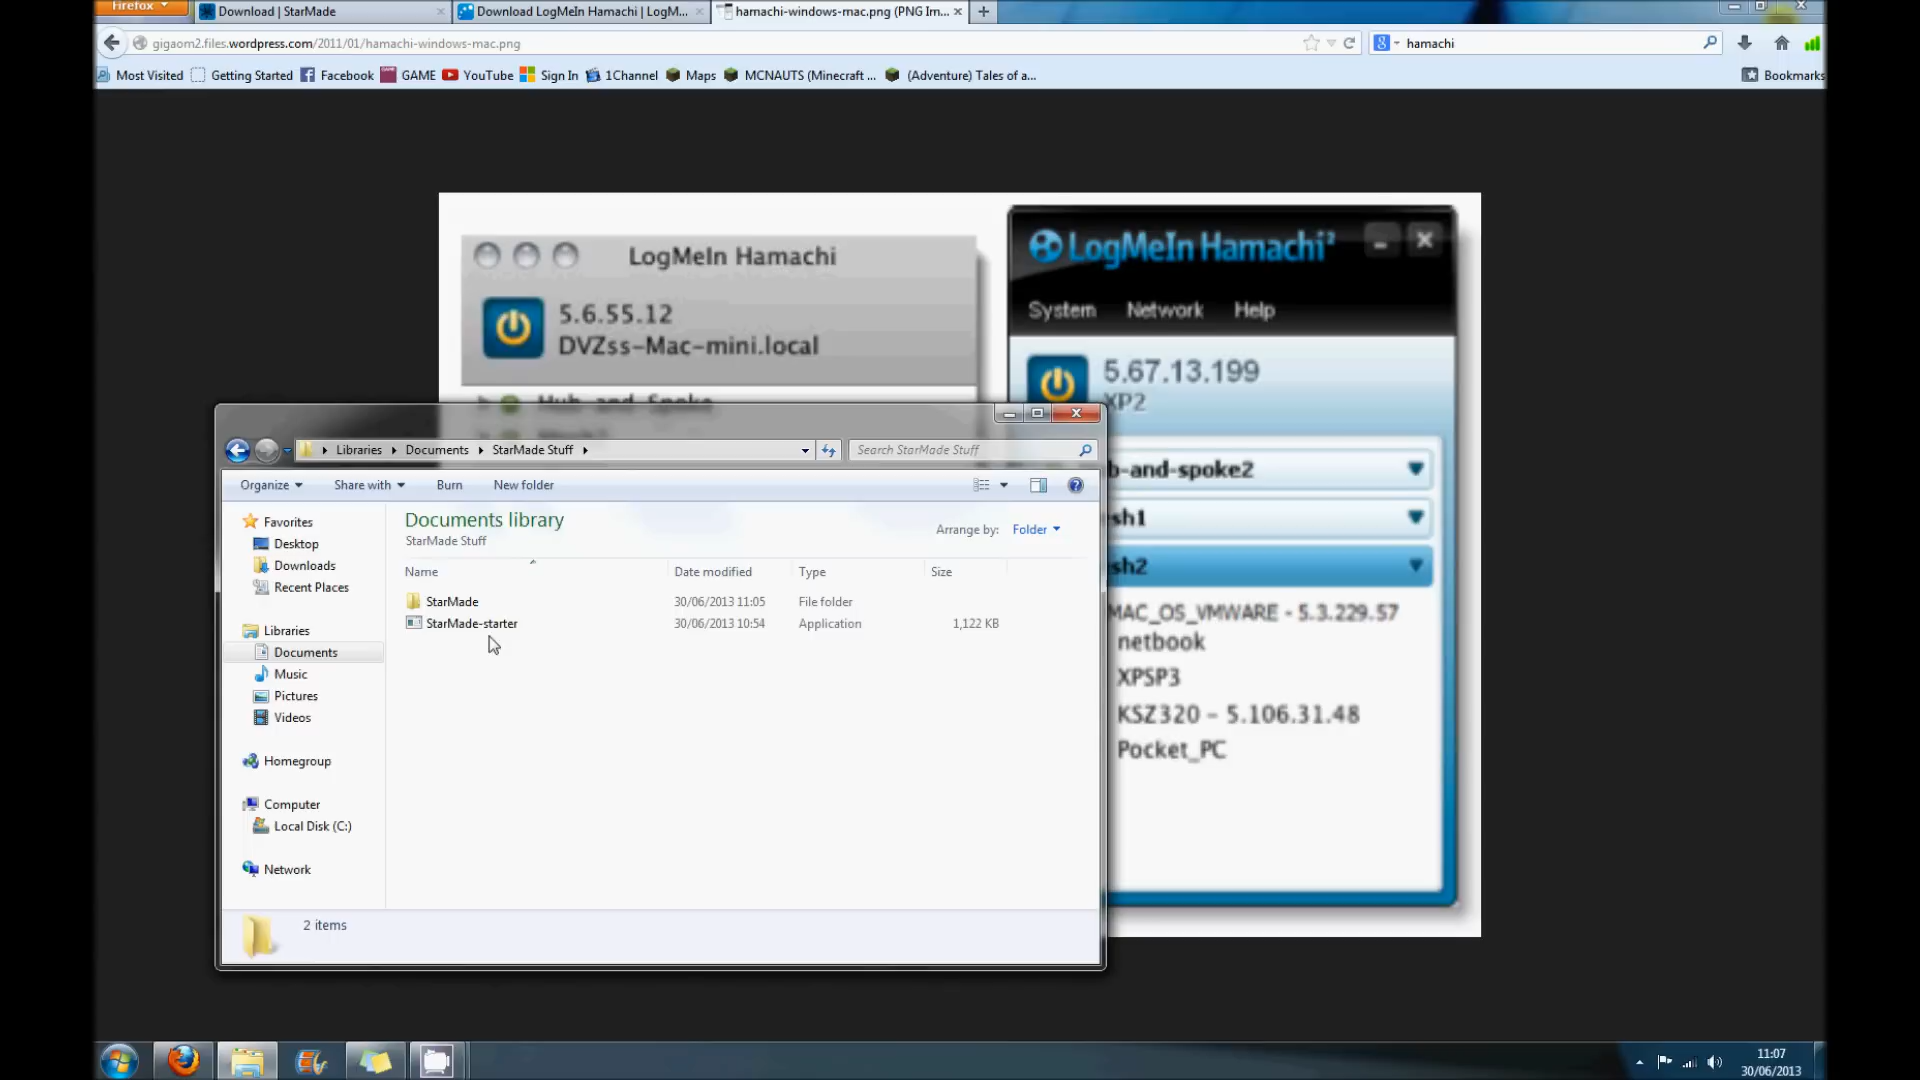 Firefox
Download | StarMade
Download LogMeIn Hamachi | LogM...
hamachi-windows-mac.png (PNG Im...
gigaom2.files.wordpress.com/2011/01/hamachi-windows-mac.png
hamachi
Most Visited
Getting Started
Facebook
GAME
YouTube
Sign In
1Channel
Maps
MCNAUTS (Minecraft ...
(Adventure) Tales of a...
Bookmarks
LogMeIn Hamachi
5.6.55.12
DVZss-Mac-mini.local
Hub-and-Spoke
LogMeIn Hamachi²
System Network Help
5.67.13.199
XP2
b-and-spoke2
sh1
sh2
MAC_OS_VMWARE - 5.3.229.57
netbook
XPSP3
KSZ320 - 5.106.31.48
Pocket_PC
Libraries
Documents
StarMade Stuff
Search StarMade Stuff
Organize
Share with
Burn
New folder
Favorites
Desktop
Downloads
Recent Places
Libraries
Documents
Music
Pictures
Videos
Homegroup
Computer
Local Disk (C:)
Network
Documents library
StarMade Stuff
Arrange by: Folder
Name Date modified Type Size
StarMade 30/06/2013 11:05 File folder
StarMade-starter 30/06/2013 10:54 Application 1,122 KB
2 items
11:07
30/06/2013